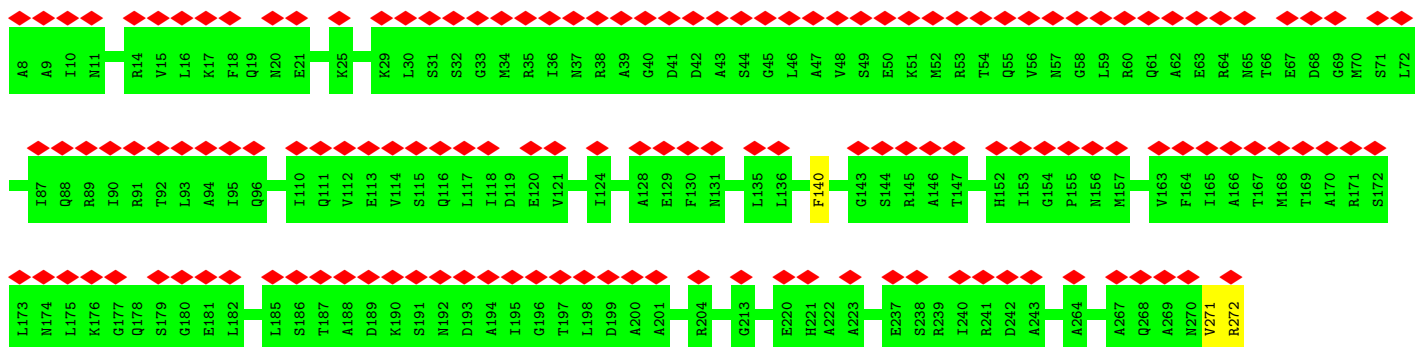 A8 A9 I10 N11 R14 V15 L16 K17 F18 Q19 N20 E21 K25 K29 L30 S31 S32 G33 M34 R35 I36 N37 R38 A39 G40 D41 D42 A43 S44 G45 L46 A47 V48 S49 E50 K51 M52 R53 T54 Q55 V56 N57 G58 L59 R60 Q61 A62 E63 R64 N65 T66 E67 D68 G69 M70 S71 L72
I87 Q88 R89 I90 R91 T92 L93 A94 I95 Q96 I110 Q111 V112 E113 V114 S115 Q116 L117 I118 D119 E120 V121 I124 A128 E129 F130 N131 L135 L136 F140 G143 S144 R145 A146 T147 H152 I153 G154 P155 N156 M157 V163 F164 I165 A166 T167 M168 T169 A170 R171 S172
L173 N174 L175 K176 G177 Q178 S179 G180 E181 L182 L185 S186 T187 A188 D189 K190 S191 N192 D193 A194 I195 G196 T197 L198 D199 A200 A201 R204 G213 E220 H221 A222 A223 E237 S238 R239 I240 R241 D242 A243 A264 A267 Q268 A269 N270 V271 R272